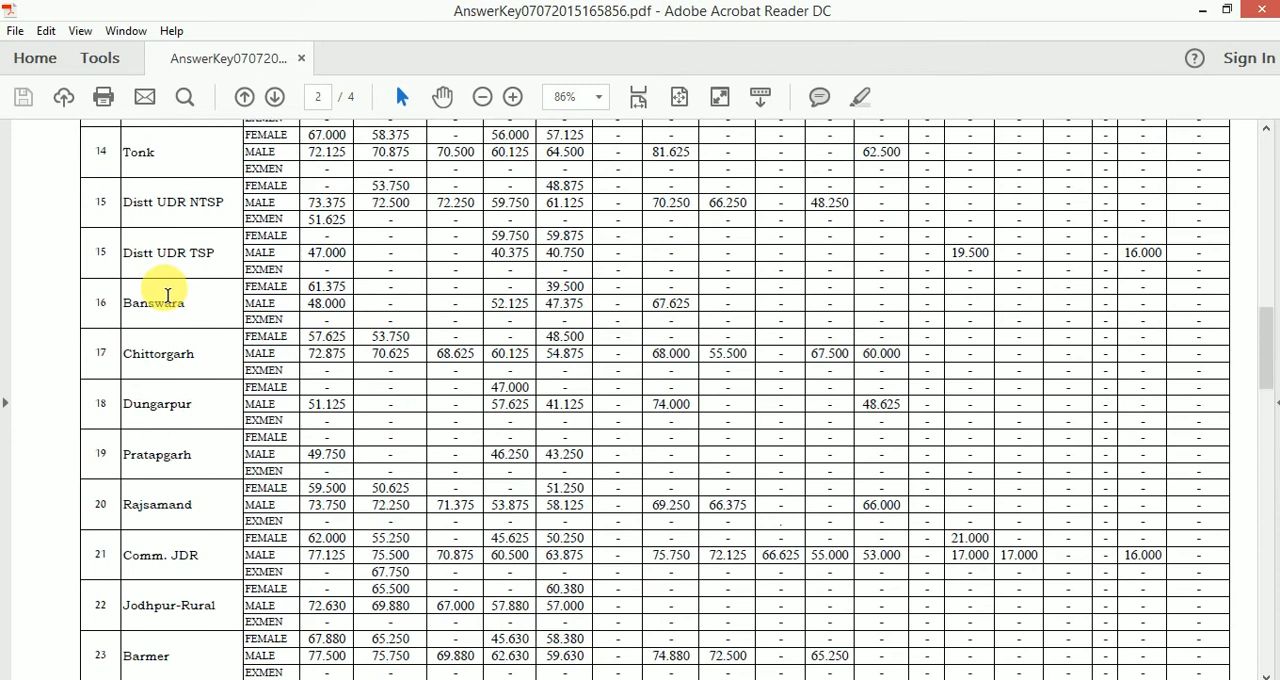 AnswerKey07072015165856.pdf - Adobe Acrobat Reader DC
File Edit View Window Help
Home Tools AnswerKey070720... × ? Sign In
2 / 4 86%
FEMALE 67.000 58.375 - 56.000 57.125 - - - - - - - - - - - -
14 Tonk MALE 72.125 70.875 70.500 60.125 64.500 - 81.625 - - - 62.500 - - - - - - -
EXMEN - - - - - - - - - - - - - - - - - -
FEMALE - 53.750 - - 48.875 - - - - - - - - - - - - -
15 Distt UDR NTSP MALE 73.375 72.500 72.250 59.750 61.125 - 70.250 66.250 - 48.250 - - - - - - - -
EXMEN 51.625 - - - - - - - - - - - - - - - - -
FEMALE - - - 59.750 59.875 - - - - - - - - - - - - -
15 Distt UDR TSP MALE 47.000 - - 40.375 40.750 - - - - - - - 19.500 - - - 16.000 -
EXMEN - - - - - - - - - - - - - - - - - -
FEMALE 61.375 - - - 39.500 - - - - - - - - - - - - -
16 Banswara MALE 48.000 - - 52.125 47.375 - 67.625 - - - - - - - - - - -
EXMEN - - - - - - - - - - - - - - - - - -
FEMALE 57.625 53.750 - - 48.500 - - - - - - - - - - - - -
17 Chittorgarh MALE 72.875 70.625 68.625 60.125 54.875 - 68.000 55.500 - 67.500 60.000 - - - - - - -
EXMEN - - - - - - - - - - - - - - - - - -
FEMALE - - - 47.000 - - - - - - - - - - - - - -
18 Dungarpur MALE 51.125 - - 57.625 41.125 - 74.000 - - - 48.625 - - - - - - -
EXMEN - - - - - - - - - - - - - - - - - -
FEMALE - - - - - - - - - - - - - - - - - -
19 Pratapgarh MALE 49.750 - - 46.250 43.250 - - - - - - - - - - - - -
EXMEN - - - - - - - - - - - - - - - - - -
FEMALE 59.500 50.625 - - 51.250 - - - - - - - - - - - - -
20 Rajsamand MALE 73.750 72.250 71.375 53.875 58.125 - 69.250 66.375 - - 66.000 - - - - - - -
EXMEN - - - - - - - - - - - - - - - - - -
FEMALE 62.000 55.250 - 45.625 50.250 - - - - - - - 21.000 - - - - -
21 Comm. JDR MALE 77.125 75.500 70.875 60.500 63.875 - 75.750 72.125 66.625 55.000 53.000 - 17.000 17.000 - - 16.000 -
EXMEN - 67.750 - - - - - - - - - - - - - - - -
FEMALE - 65.500 - - 60.380 - - - - - - - - - - - - -
22 Jodhpur-Rural MALE 72.630 69.880 67.000 57.880 57.000 - - - - - - - - - - - - -
EXMEN - - - - - - - - - - - - - - - - - -
FEMALE 67.880 65.250 - 45.630 58.380 - - - - - - - - - - - - -
23 Barmer MALE 77.500 75.750 69.880 62.630 59.630 - 74.880 72.500 - 65.250 - - - - - - - -
EXMEN - - - - - - - - - - - - - - - - - -